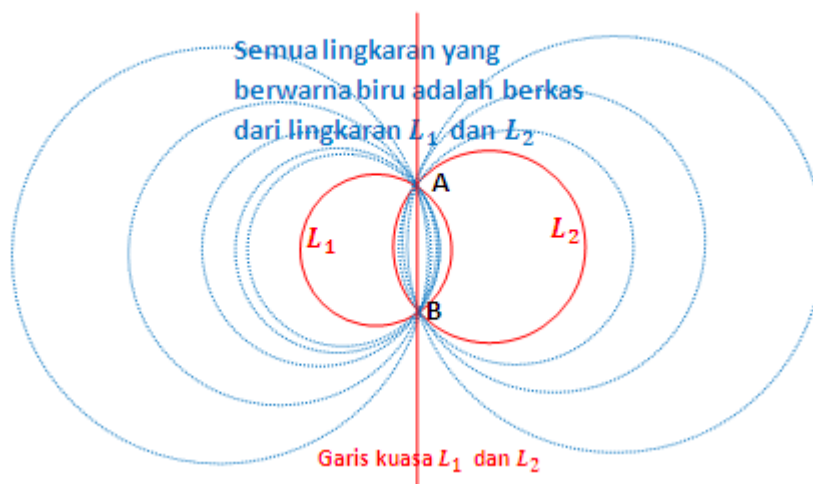 Semua lingkaran yang
berwarna biru adalah berkas
dari lingkaran L₁ dan L₂
A
L₁
L₂
B
Garis kuasa L₁ dan L₂